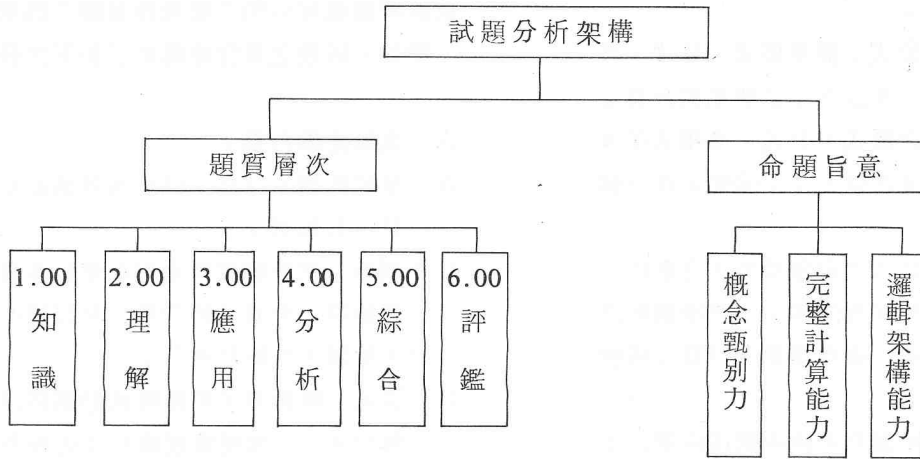 試題分析架構
題質層次
命題旨意
1.00
知識
2.00
理解
3.00
應用
4.00
分析
5.00
綜合
6.00
評鑑
概念甄別力
完整計算能力
邏輯架構能力